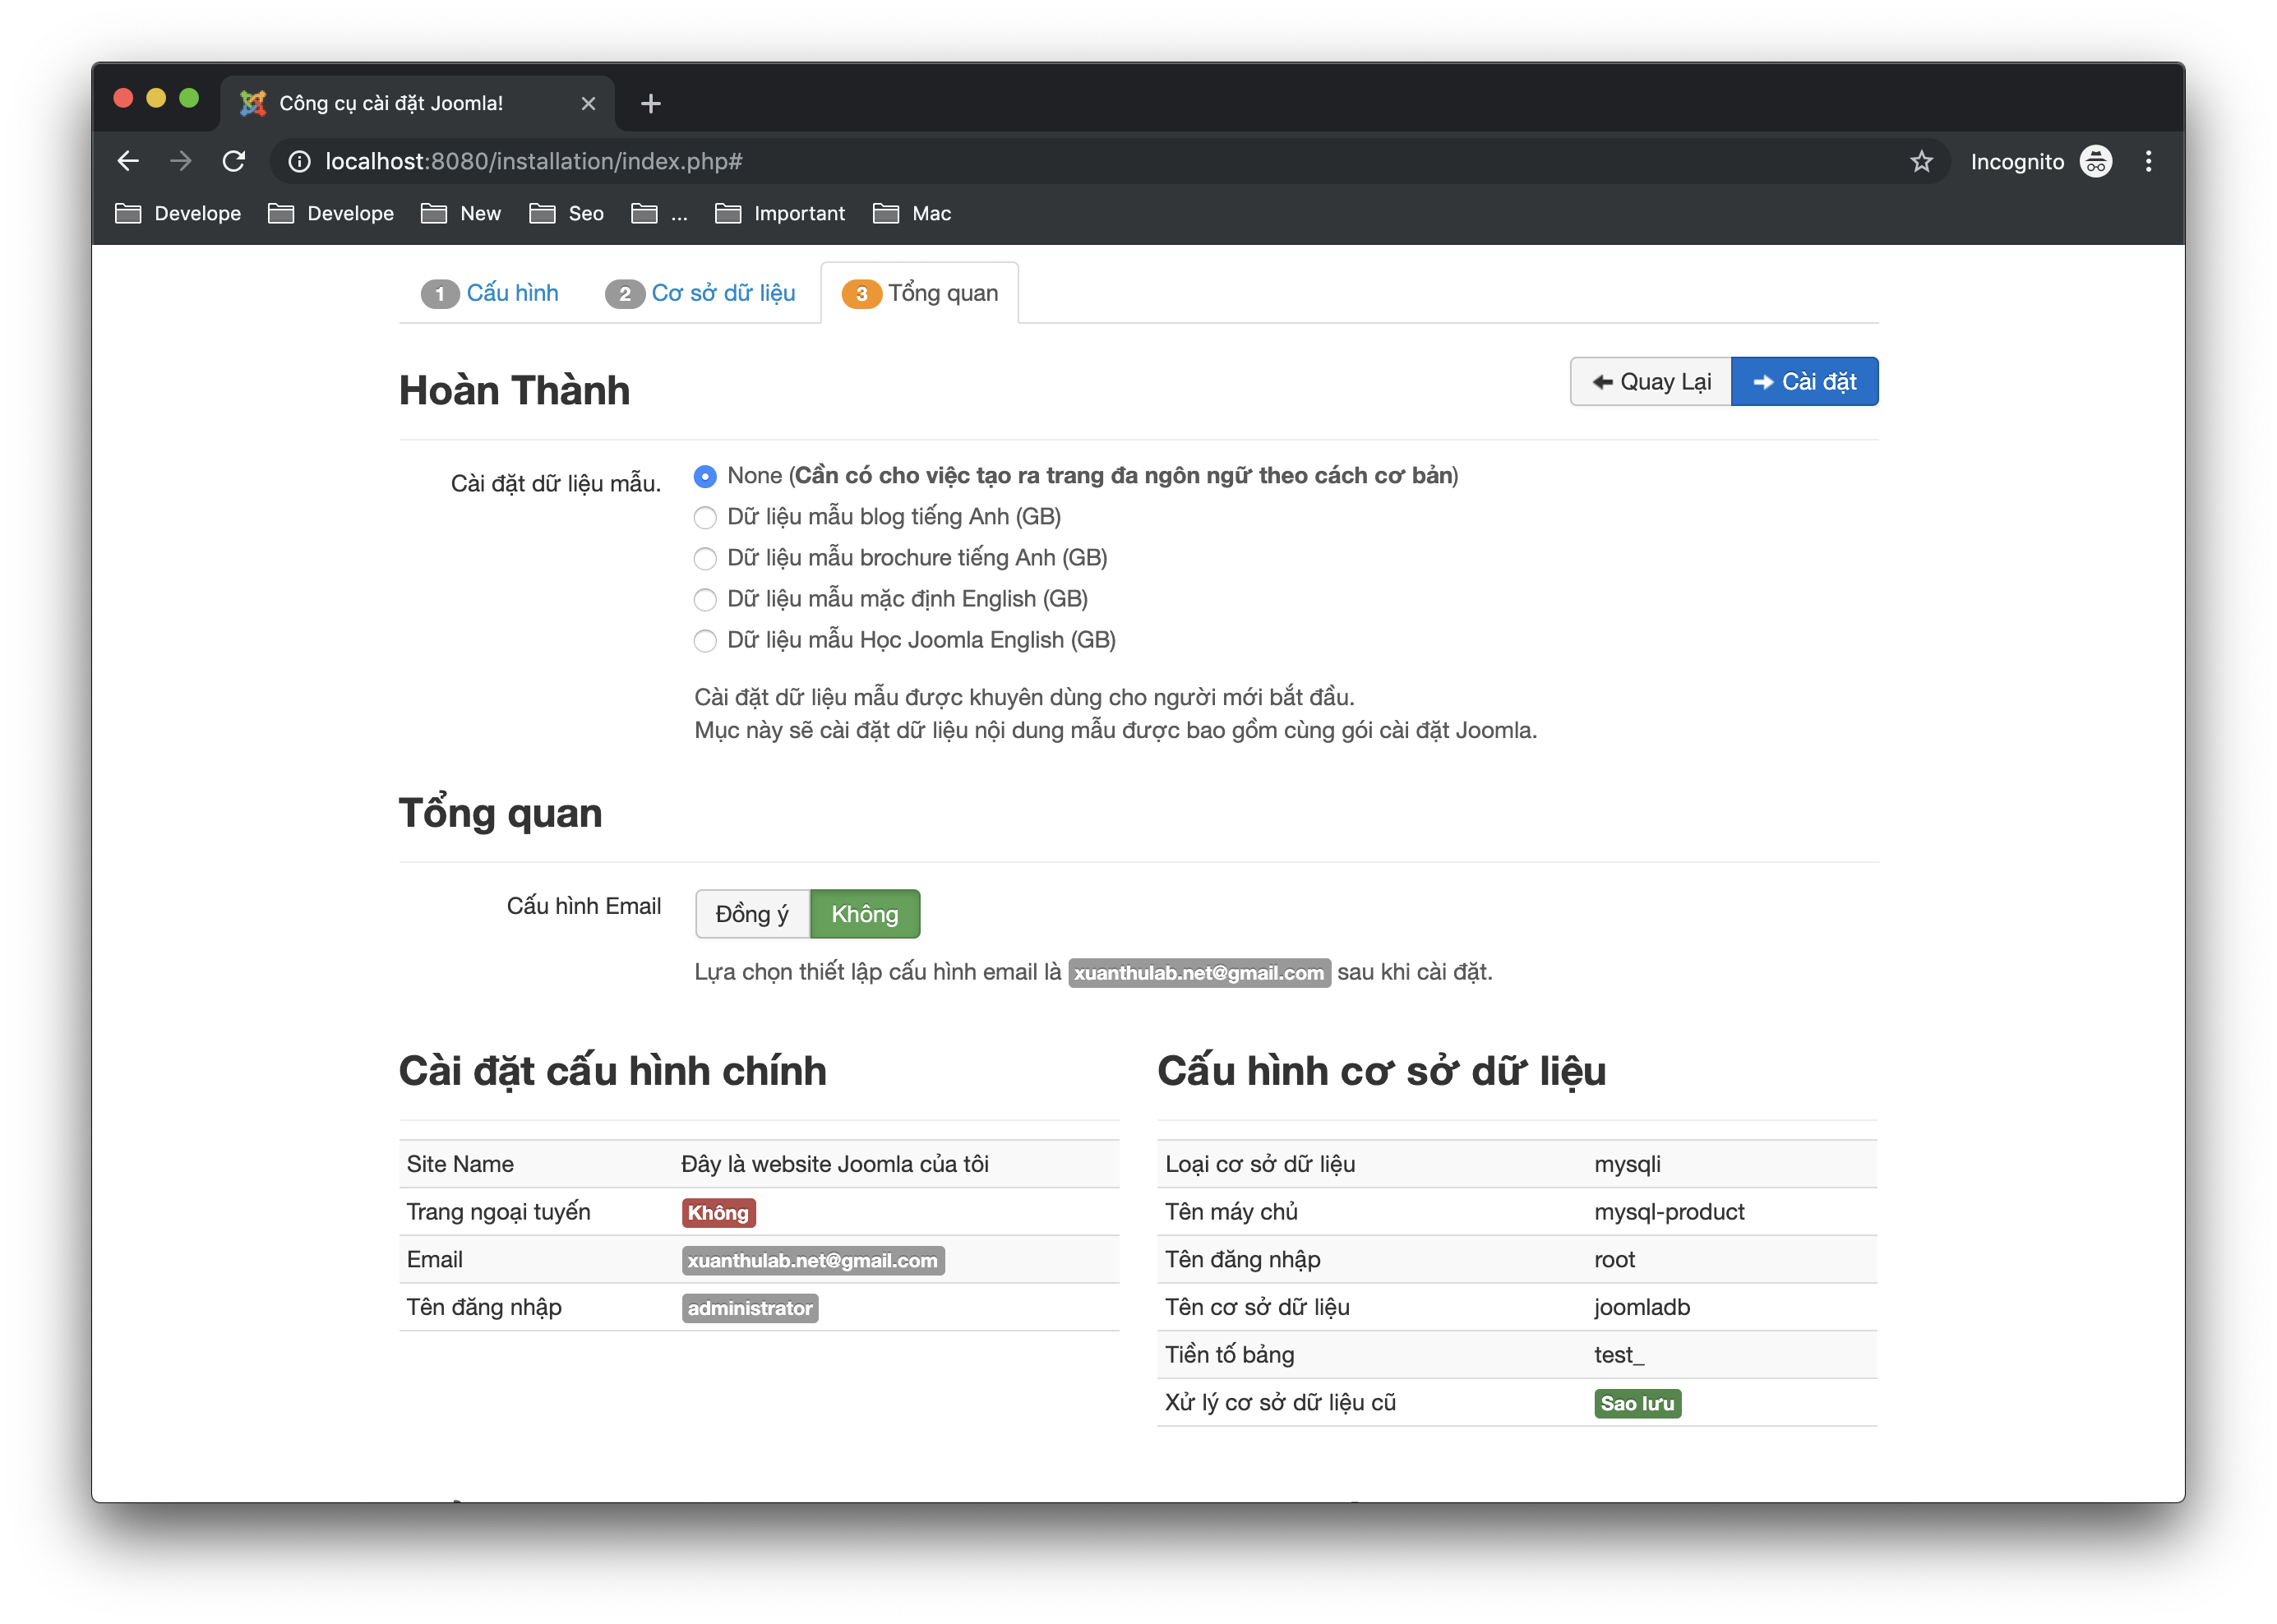 Công cụ cài đặt Joomla!
localhost:8080/installation/index.php#
Incognito
Develope Develope New Seo ... Important Mac
1 Cấu hình 2 Cơ sở dữ liệu 3 Tổng quan
Hoàn Thành
Quay Lại Cài đặt
Cài đặt dữ liệu mẫu.
None (Cần có cho việc tạo ra trang đa ngôn ngữ theo cách cơ bản)
Dữ liệu mẫu blog tiếng Anh (GB)
Dữ liệu mẫu brochure tiếng Anh (GB)
Dữ liệu mẫu mặc định English (GB)
Dữ liệu mẫu Học Joomla English (GB)
Cài đặt dữ liệu mẫu được khuyên dùng cho người mới bắt đầu.
Mục này sẽ cài đặt dữ liệu nội dung mẫu được bao gồm cùng gói cài đặt Joomla.
Tổng quan
Cấu hình Email
Đồng ý Không
Lựa chọn thiết lập cấu hình email là xuanthulab.net@gmail.com sau khi cài đặt.
Cài đặt cấu hình chính
Site Name Đây là website Joomla của tôi
Trang ngoại tuyến Không
Email xuanthulab.net@gmail.com
Tên đăng nhập administrator
Cấu hình cơ sở dữ liệu
Loại cơ sở dữ liệu mysqli
Tên máy chủ mysql-product
Tên đăng nhập root
Tên cơ sở dữ liệu joomladb
Tiền tố bảng test_
Xử lý cơ sở dữ liệu cũ Sao lưu